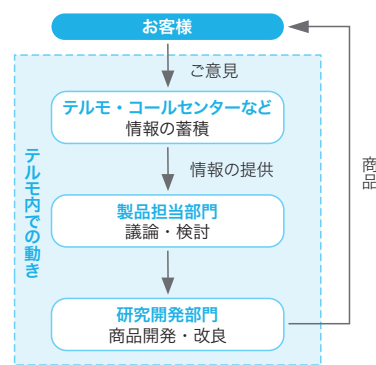 お客様
ご意見
テルモ・コールセンターなど
情報の蓄積
情報の提供
製品担当部門
議論・検討
研究開発部門
商品開発・改良
テルモ内での動き
商品